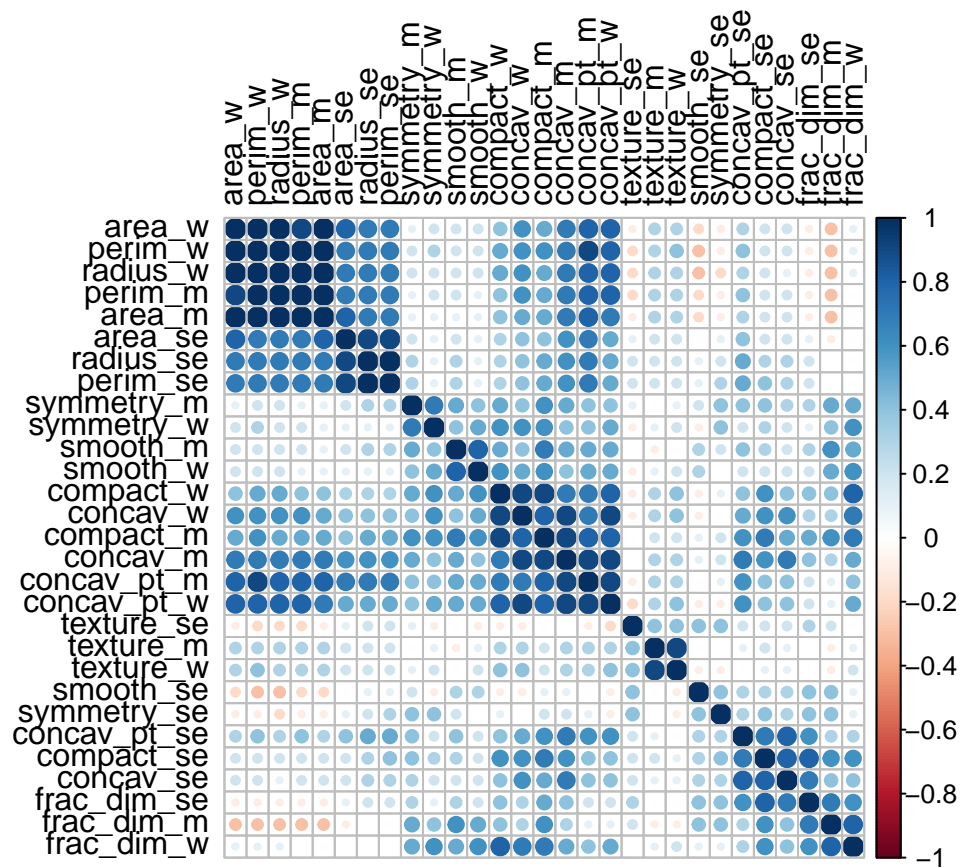 area_w
perim_w
radius_w
perim_m
area_m
area_se
radius_se
perim_se
symmetry_m
symmetry_w
smooth_m
smooth_w
compact_w
concav_w
compact_m
concav_m
concav_pt_m
concav_pt_w
texture_se
texture_m
texture_w
smooth_se
symmetry_se
concav_pt_se
compact_se
concav_se
frac_dim_se
frac_dim_m
frac_dim_w
area_w
perim_w
radius_w
perim_m
area_m
area_se
radius_se
perim_se
symmetry_m
symmetry_w
smooth_m
smooth_w
compact_w
concav_w
compact_m
concav_m
concav_pt_m
concav_pt_w
texture_se
texture_m
texture_w
smooth_se
symmetry_se
concav_pt_se
compact_se
concav_se
frac_dim_se
frac_dim_m
frac_dim_w
1
0.8
0.6
0.4
0.2
0
−0.2
−0.4
−0.6
−0.8
−1